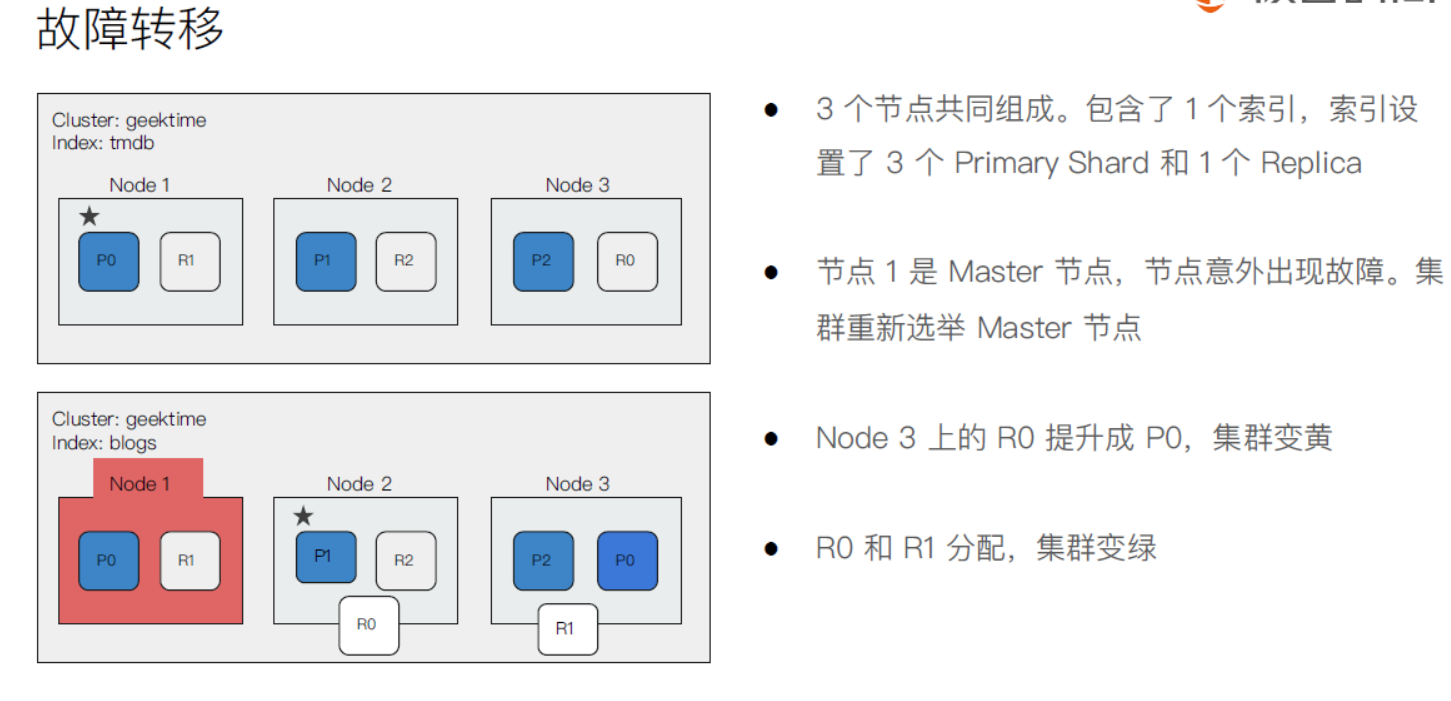 故障转移
Cluster: geektime
Index: tmdb
Node 1
Node 2
Node 3
P0
R1
P1
R2
P2
R0
Cluster: geektime
Index: blogs
Node 1
Node 2
Node 3
P0
R1
P1
R2
P2
P0
R0
R1
● 3 个节点共同组成。包含了 1 个索引，索引设
置了 3 个 Primary Shard 和 1 个 Replica
● 节点 1 是 Master 节点，节点意外出现故障。集
群重新选举 Master 节点
● Node 3 上的 R0 提升成 P0，集群变黄
● R0 和 R1 分配，集群变绿